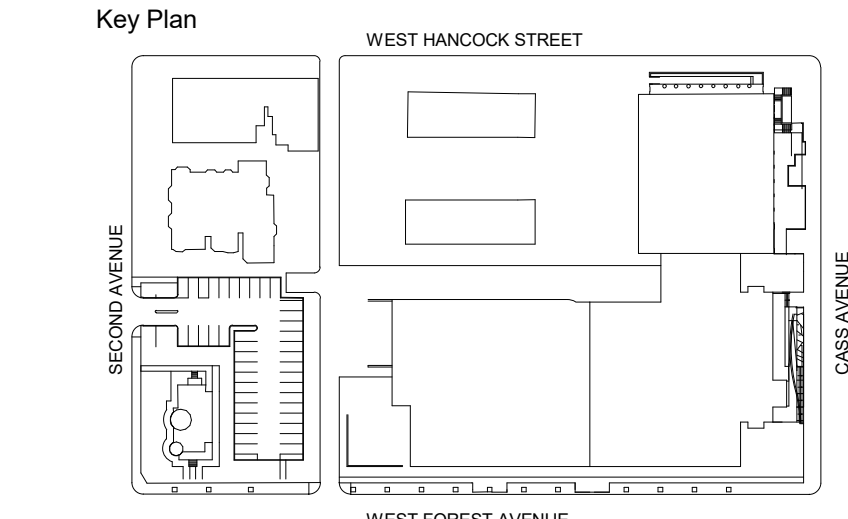 Key Plan
WEST HANCOCK STREET
SECOND AVENUE
CASS AVENUE
WEST FOREST AVENUE